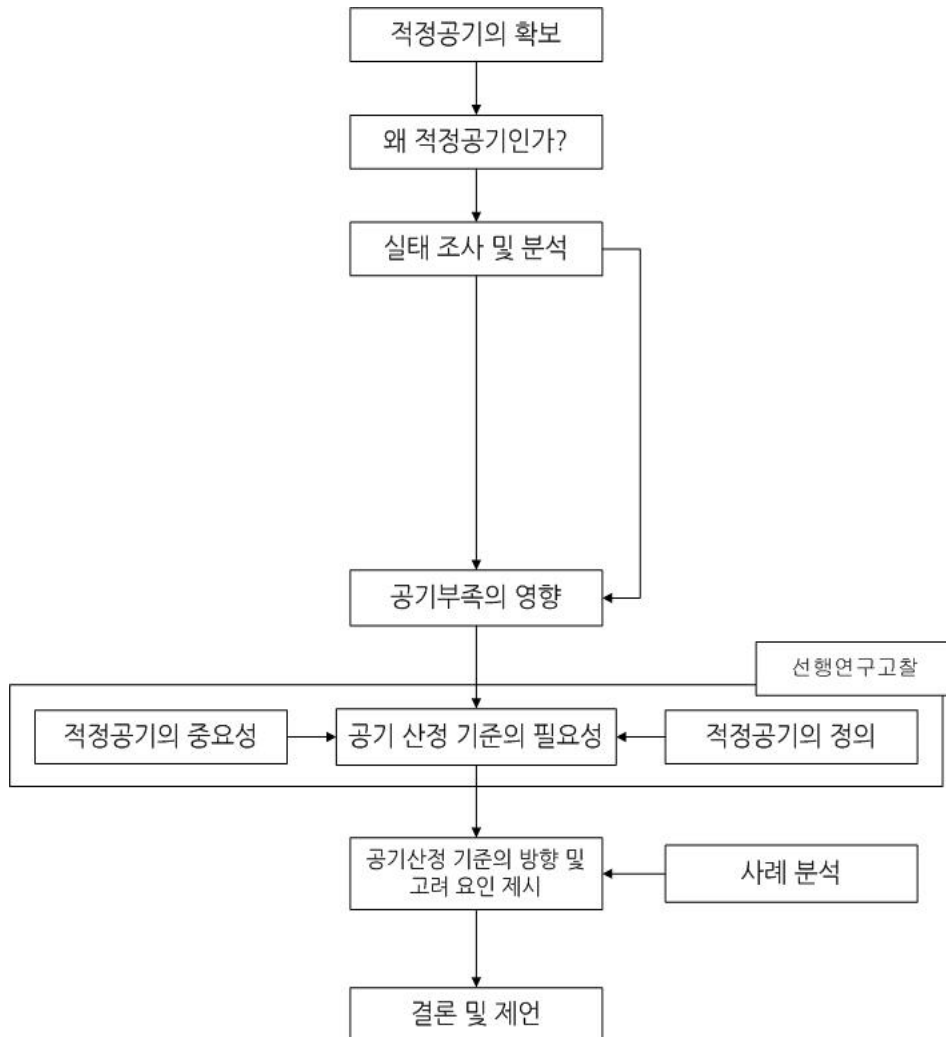 적정공기의 확보
왜 적정공기인가?
실태 조사 및 분석
공기부족의 영향
선행연구고찰
적정공기의 중요성
공기 산정 기준의 필요성
적정공기의 정의
공기산정 기준의 방향 및
고려 요인 제시
사례 분석
결론 및 제언